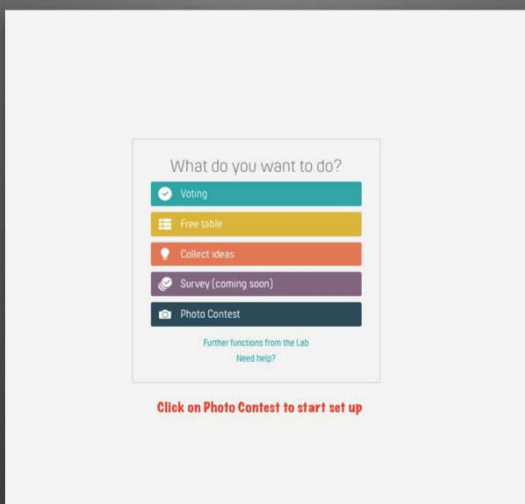 What do you want to do?
Voting
Free table
Collect ideas
Survey (coming soon)
Photo Contest
Further functions from the Lab
Need help?
Click on Photo Contest to start set up